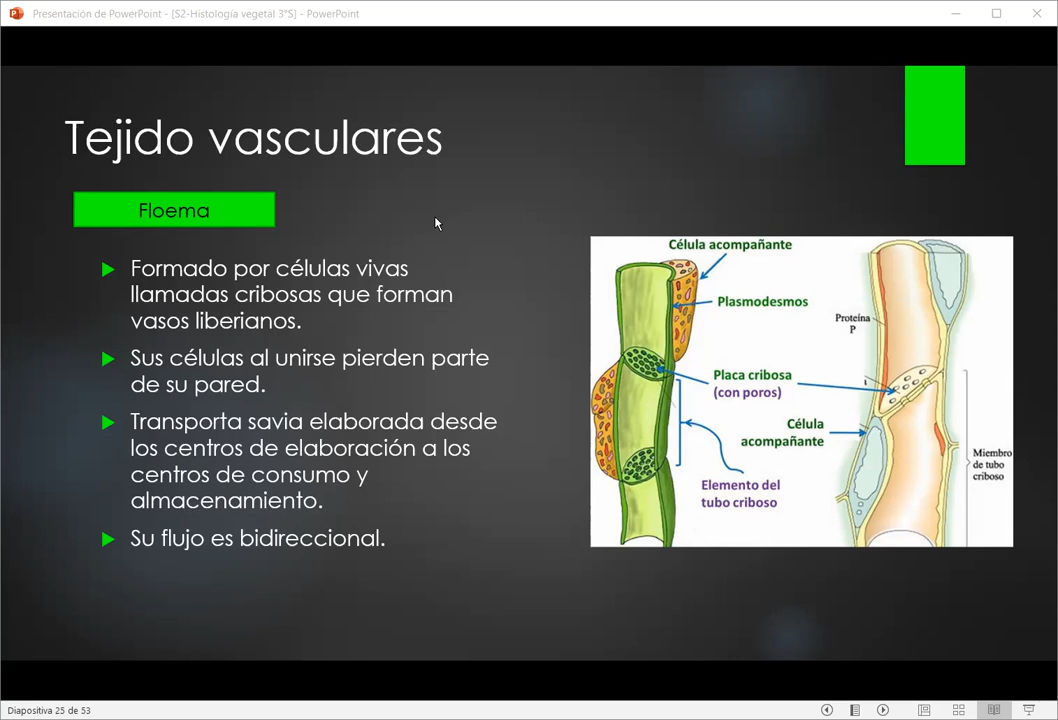 Presentación de PowerPoint - [S2-Histología vegetal 3°S] - PowerPoint
Tejido vasculares
Floema
Formado por células vivas
llamadas cribosas que forman
vasos liberianos.
Sus células al unirse pierden parte
de su pared.
Transporta savia elaborada desde
los centros de elaboración a los
centros de consumo y
almacenamiento.
Su flujo es bidireccional.
Célula acompañante
Plasmodesmos
Placa cribosa
(con poros)
Célula
acompañante
Elemento del
tubo criboso
Proteína
P
Miembro
de tubo
criboso
Diapositiva 25 de 53